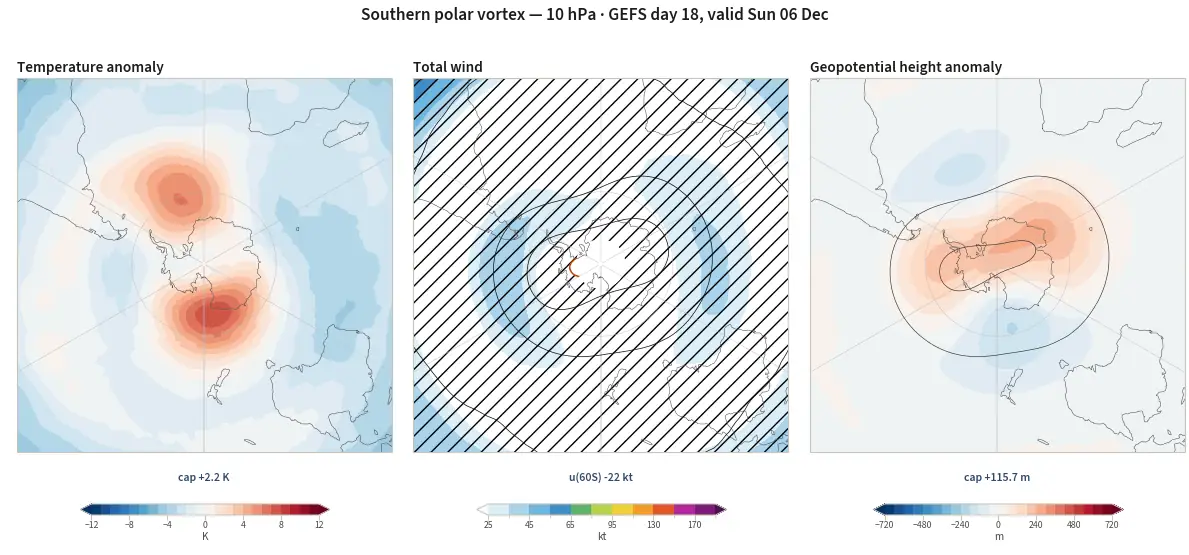 Southern polar vortex — 10 hPa · GEFS day 18, valid Sun 06 Dec
Temperature anomaly
Total wind
Geopotential height anomaly
cap +2.2 K
u(60S) -22 kt
cap +115.7 m
−12 −8 −4 0 4 8 12
K
25 45 65 95 130 170
kt
−720 −480 −240 0 240 480 720
m